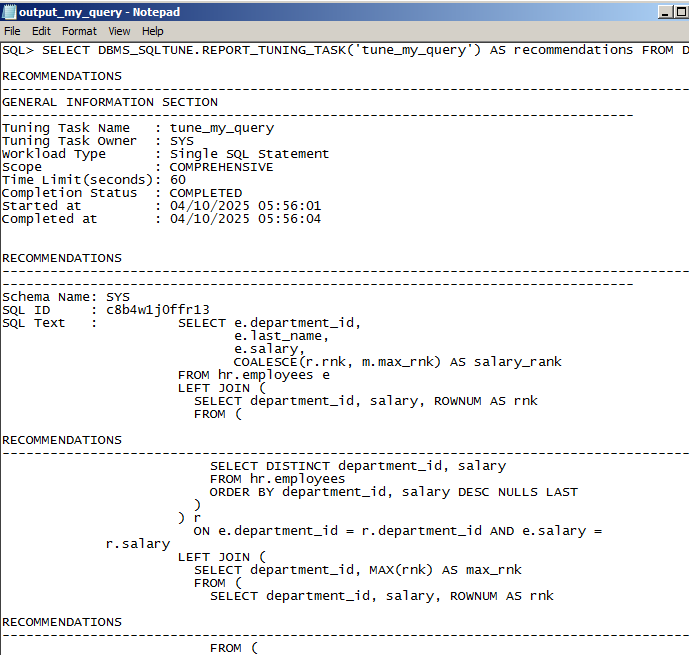 output_my_query - Notepad
File Edit Format View Help
SQL> SELECT DBMS_SQLTUNE.REPORT_TUNING_TASK('tune_my_query') AS recommendations FROM D
RECOMMENDATIONS
--------------------------------------------------------------------------------------
GENERAL INFORMATION SECTION
-------------------------------------------------------------------------------
Tuning Task Name   : tune_my_query
Tuning Task Owner  : SYS
Workload Type      : Single SQL Statement
Scope              : COMPREHENSIVE
Time Limit(seconds): 60
Completion Status  : COMPLETED
Started at         : 04/10/2025 05:56:01
Completed at       : 04/10/2025 05:56:04
RECOMMENDATIONS
--------------------------------------------------------------------------------------
-------------------------------------------------------------------------------
Schema Name: SYS
SQL ID     : c8b4w1j0ffr13
SQL Text   :          SELECT e.department_id,
                             e.last_name,
                             e.salary,
                             COALESCE(r.rnk, m.max_rnk) AS salary_rank
                      FROM hr.employees e
                      LEFT JOIN (
                        SELECT department_id, salary, ROWNUM AS rnk
                        FROM (
RECOMMENDATIONS
--------------------------------------------------------------------------------------
                          SELECT DISTINCT department_id, salary
                          FROM hr.employees
                          ORDER BY department_id, salary DESC NULLS LAST
                        )
                      ) r
                        ON e.department_id = r.department_id AND e.salary =
             r.salary
                      LEFT JOIN (
                        SELECT department_id, MAX(rnk) AS max_rnk
                        FROM (
                          SELECT department_id, salary, ROWNUM AS rnk
RECOMMENDATIONS
--------------------------------------------------------------------------------------
                          FROM (